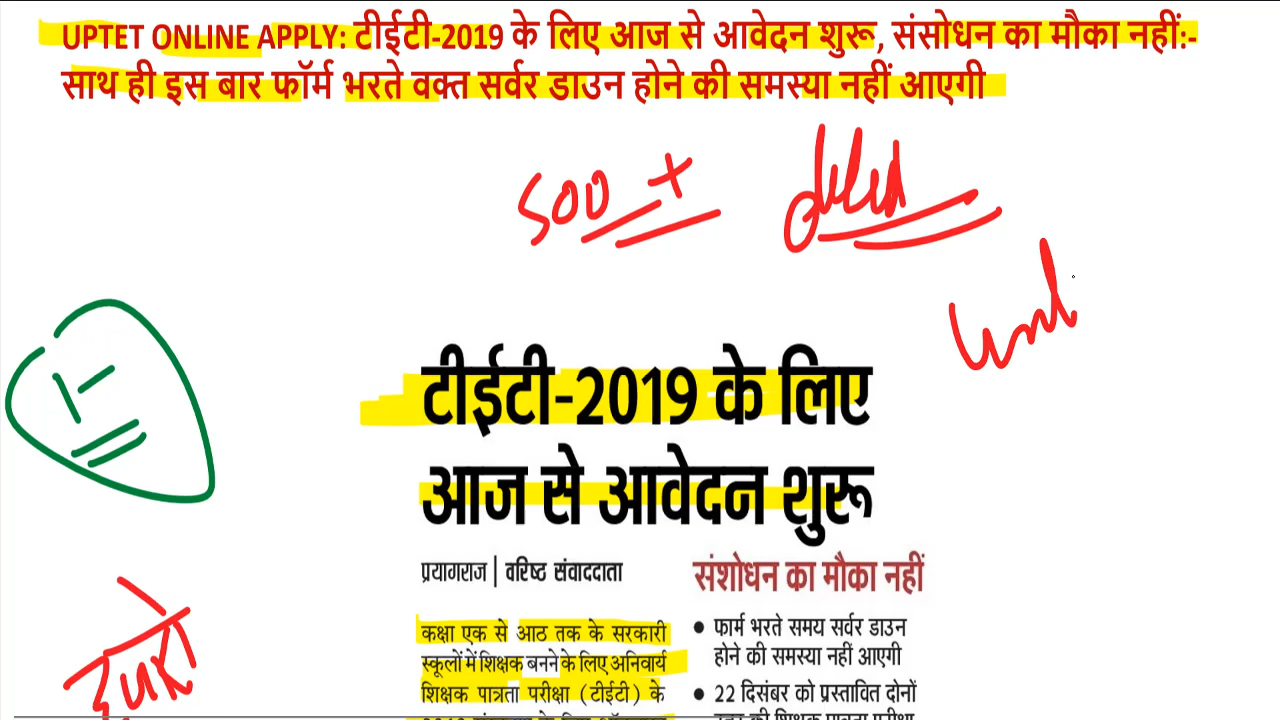 UPTET ONLINE APPLY: टीईटी-2019 के लिए आज से आवेदन शुरू, संसोधन का मौका नहीं:-
साथ ही इस बार फॉर्म भरते वक्त सर्वर डाउन होने की समस्या नहीं आएगी
500 +
टीईटी-2019 के लिए
आज से आवेदन शुरू
प्रयागराज | वरिष्ठ संवाददाता
कक्षा एक से आठ तक के सरकारी
स्कूलों में शिक्षक बनने के लिए अनिवार्य
शिक्षक पात्रता परीक्षा (टीईटी) के
संशोधन का मौका नहीं
● फार्म भरते समय सर्वर डाउन
होने की समस्या नहीं आएगी
● 22 दिसंबर को प्रस्तावित दोनों